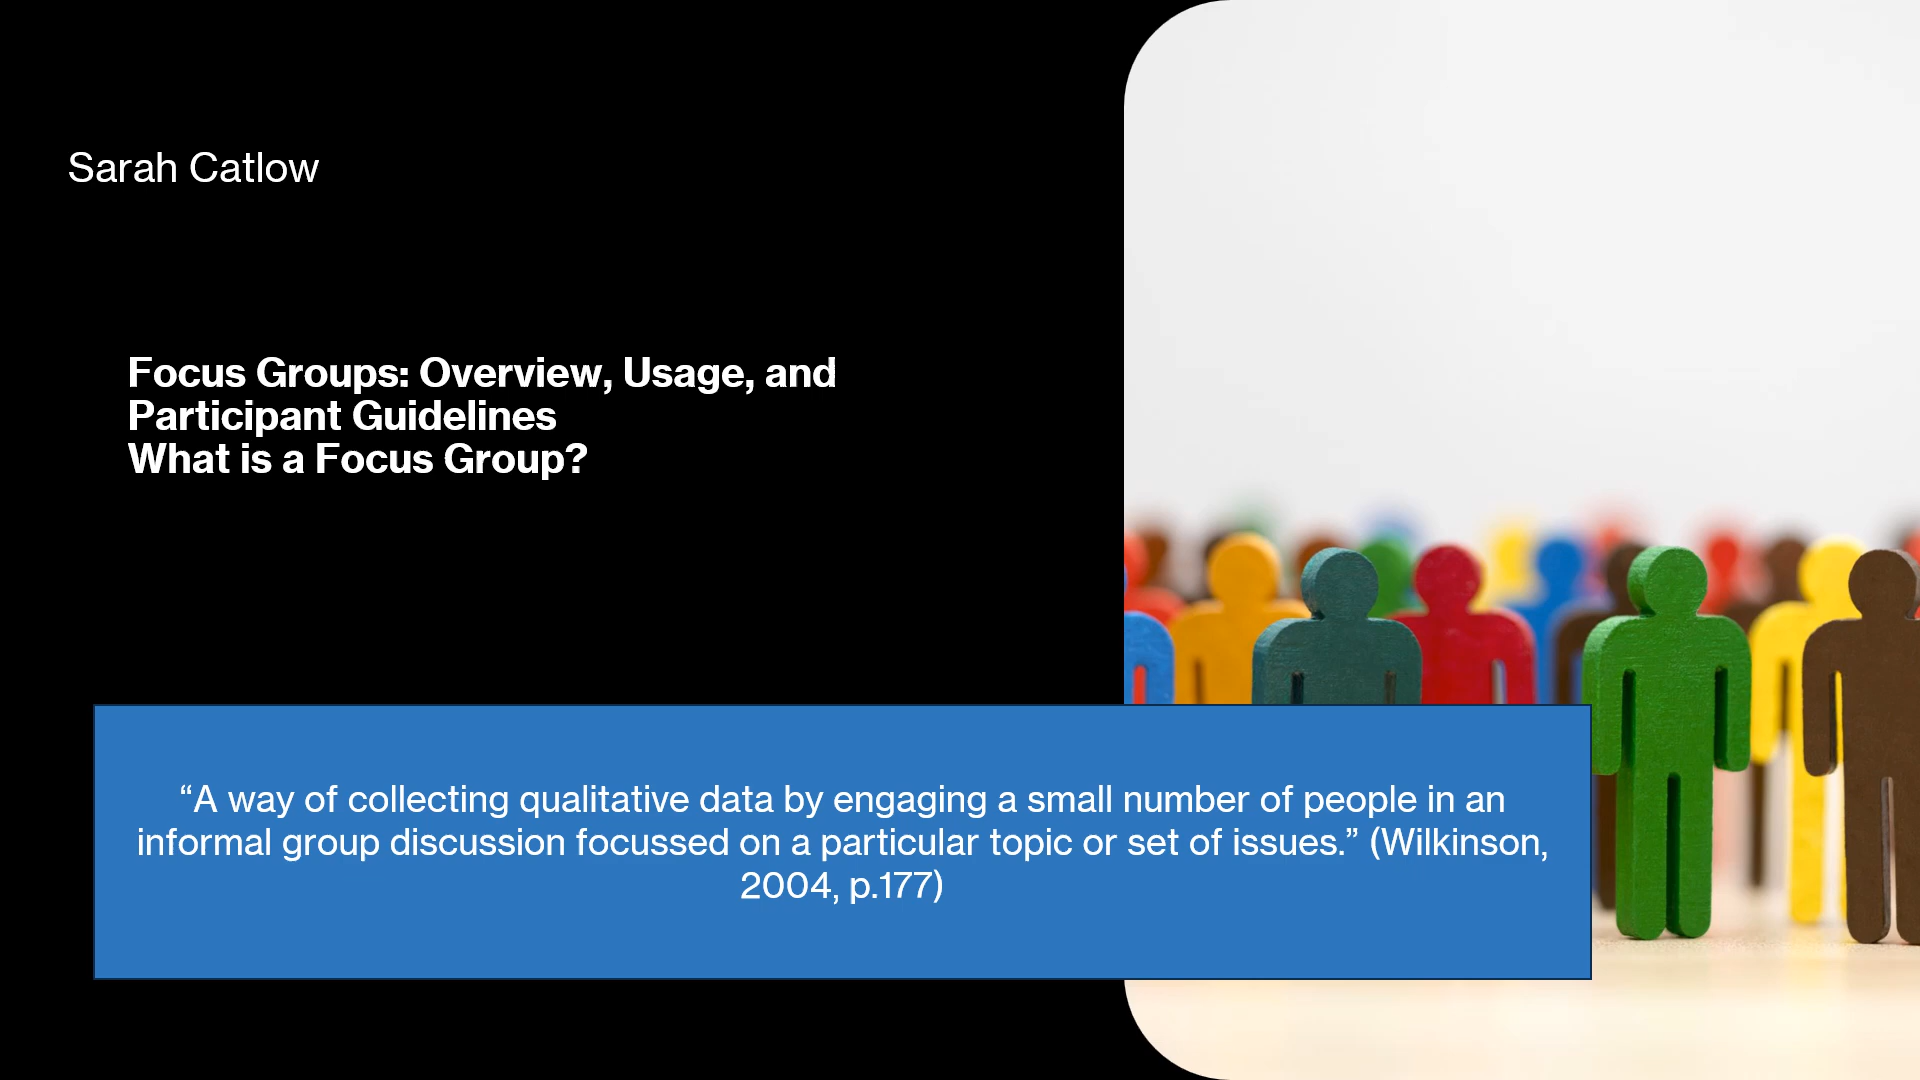 Sarah Catlow
Focus Groups: Overview, Usage, and
Participant Guidelines
What is a Focus Group?
“A way of collecting qualitative data by engaging a small number of people in an
informal group discussion focussed on a particular topic or set of issues.” (Wilkinson,
2004, p.177)